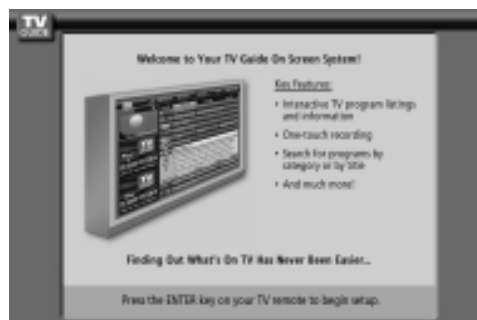 TV
GUIDE
Welcome to Your TV Guide On Screen System!
Key Features:
• Interactive TV program listings
and information
• One-touch recording
• Search for programs by
category or by title
• And much more!
Finding Out What's On TV Has Never Been Easier...
Press the ENTER key on your TV remote to begin setup.